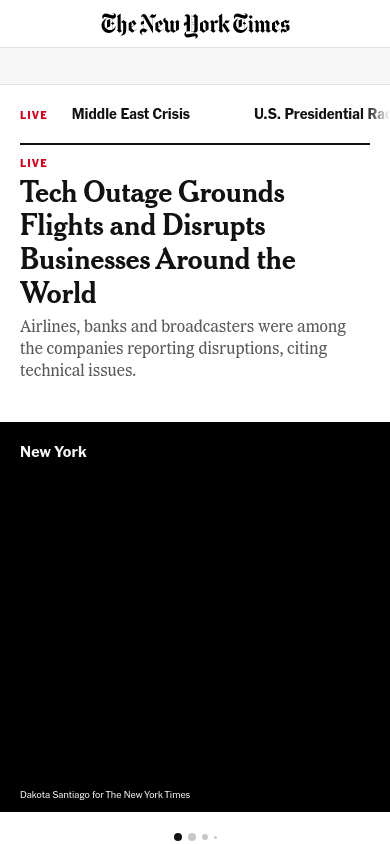 The New York Times
LIVE Middle East Crisis U.S. Presidential Rac
LIVE
Tech Outage Grounds
Flights and Disrupts
Businesses Around the
World
Airlines, banks and broadcasters were among
the companies reporting disruptions, citing
technical issues.
New York
Dakota Santiago for The New York Times